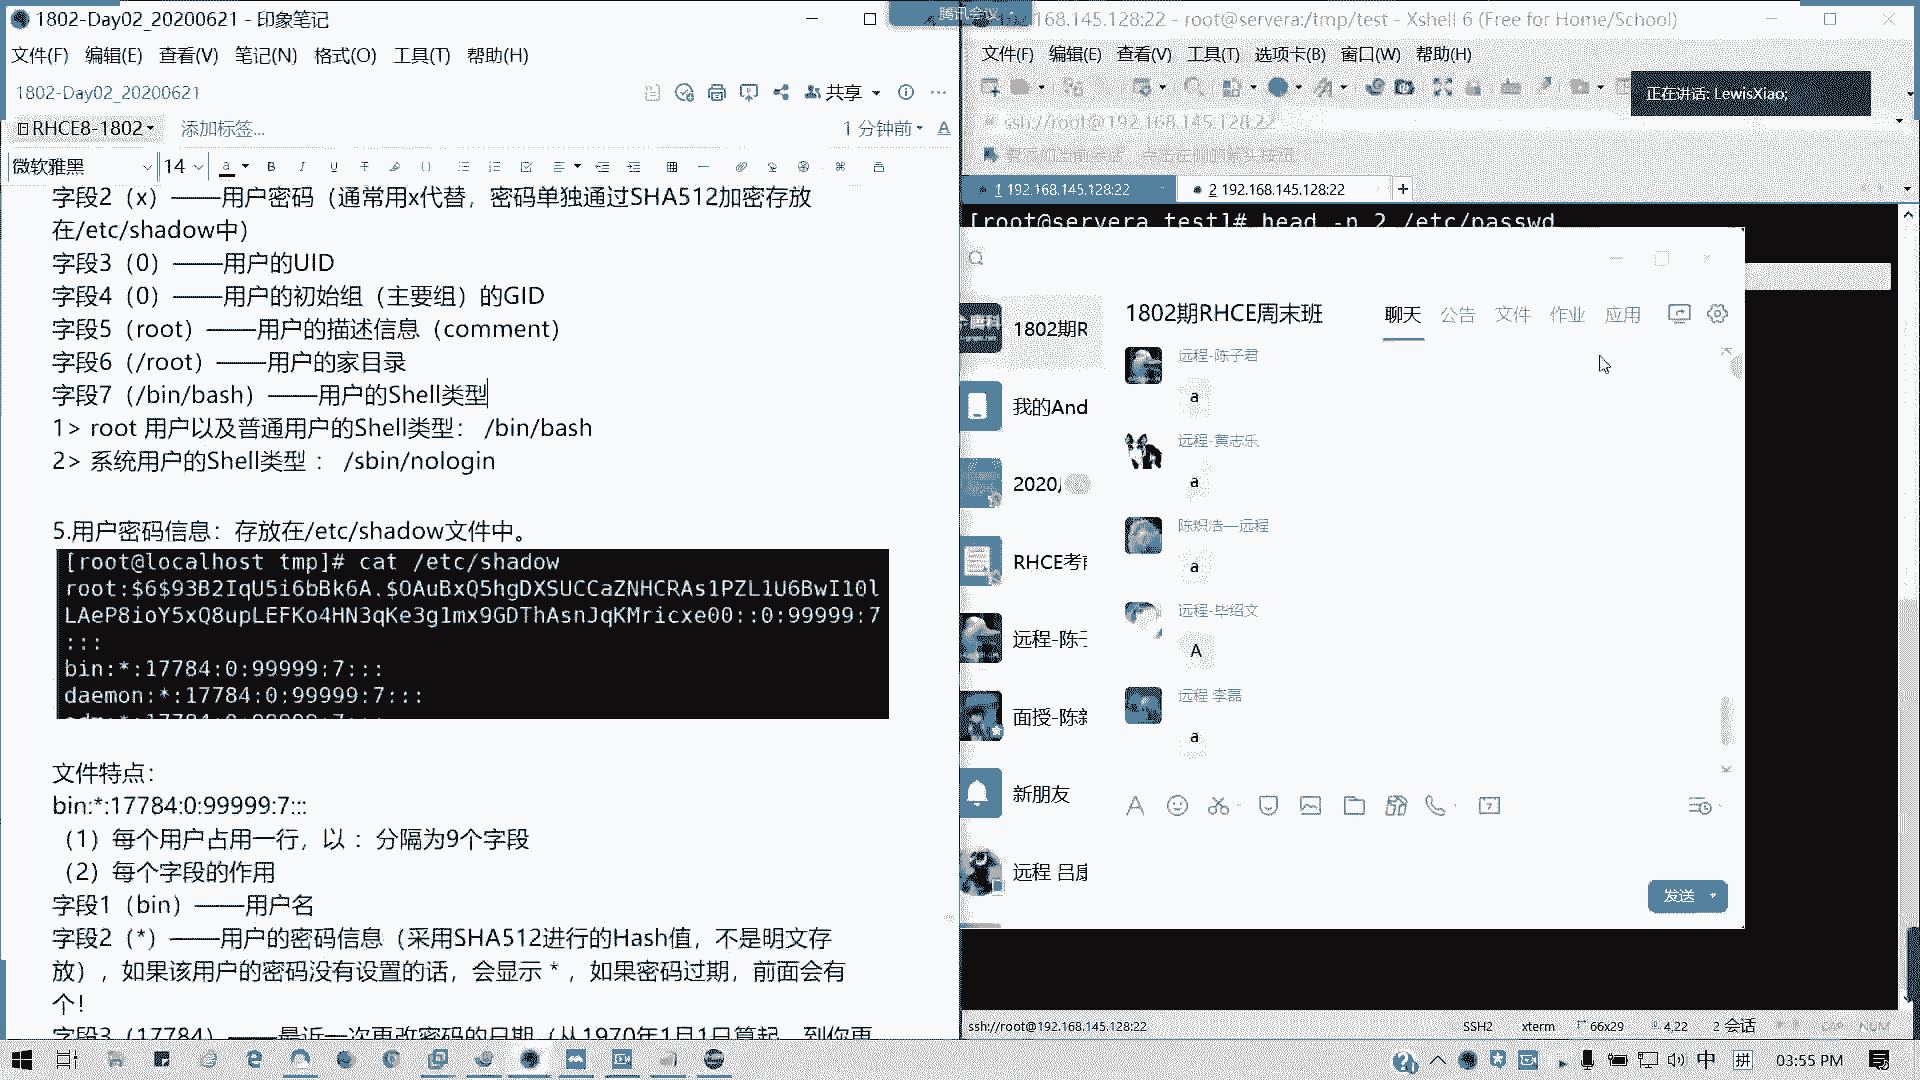 1802-Day02_20200621 - 印象笔记
文件(F) 编辑(E) 查看(V) 笔记(N) 格式(O) 工具(T) 帮助(H)
1802-Day02_20200621
共享
RHCE8-1802
添加标签...
1 分钟前
微软雅黑
14
字段2（x）——用户密码（通常用x代替，密码单独通过SHA512加密存放
在/etc/shadow中）
字段3（0）——用户的UID
字段4（0）——用户的初始组（主要组）的GID
字段5（root）——用户的描述信息（comment）
字段6（/root）——用户的家目录
字段7（/bin/bash）——用户的Shell类型
1> root 用户以及普通用户的Shell类型： /bin/bash
2> 系统用户的Shell类型 ： /sbin/nologin
5.用户密码信息：存放在/etc/shadow文件中。
[root@localhost tmp]# cat /etc/shadow
root:$6$93B2IqU5i6bBk6A.$OAuBxQ5hgDXSUCCaZNHCRAs1PZL1U6BwI10l
LAeP8ioY5xQ8upLEFKo4HN3qKe3glmx9GDThAsnJqKMricxe00::0:99999:7
:::
bin:*:17784:0:99999:7:::
daemon:*:17784:0:99999:7:::
文件特点：
bin:*:17784:0:99999:7:::
（1）每个用户占用一行，以 ：分隔为9个字段
（2）每个字段的作用
字段1（bin）——用户名
字段2（*）——用户的密码信息（采用SHA512进行的Hash值，不是明文存
放），如果该用户的密码没有设置的话，会显示 * ，如果密码过期，前面会有
个！
字段3（17784）——最近一次更改密码的日期（从1970年1月1日算起，到你更
腾讯会议
168.145.128:22 - root@servera:/tmp/test - Xshell 6 (Free for Home/School)
文件(F) 编辑(E) 查看(V) 工具(T) 选项卡(B) 窗口(W) 帮助(H)
正在讲话: LewisXiao;
ssh://root@192.168.145.128:22
1 192.168.145.128:22
2 192.168.145.128:22
[root@servera test]# head -n 2 /etc/passwd
1802期R
我的And
2020
RHCE考
远程-陈
面授-陈
新朋友
远程 吕
1802期RHCE周末班
聊天 公告 文件 作业 应用
远程-陈子君
a
远程-黄志乐
a
陈炽浩—远程
a
远程-毕绍文
A
远程 李磊
a
发送
ssh://root@192.168.145.128:22
SSH2
xterm
66x29
4,22
2 会话
CAP
NUM
中
拼
03:55 PM